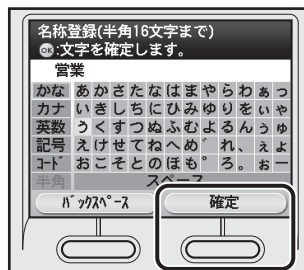 名称登録(半角16文字まで)
OK:文字を確定します。
営業
かな あかさたなはまやらわぁっ
カナ いきしちにひみゆりをぃゃ
英数 うくすつぬふむよるんぅゅ
記号 えけせてねへめ゛れ、ぇょ
コード おこそとのほも゜ろ。ぉー
半角 スペース
バックスペース 確定